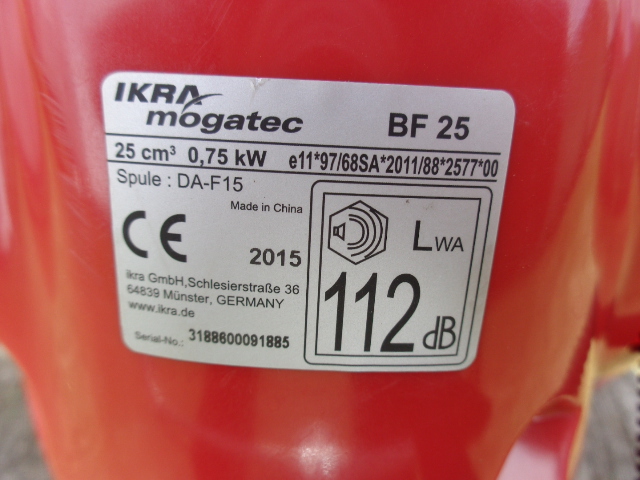 IKRA
mogatec
BF 25
25 cm³ 0,75 kW e11*97/68SA*2011/88*2577*00
Spule : DA-F15
Made in China
CE
2015
ikra GmbH,Schlesierstraße 36
64839 Münster, GERMANY
www.ikra.de
Serial-No.: 3188600091885
LWA
112 dB